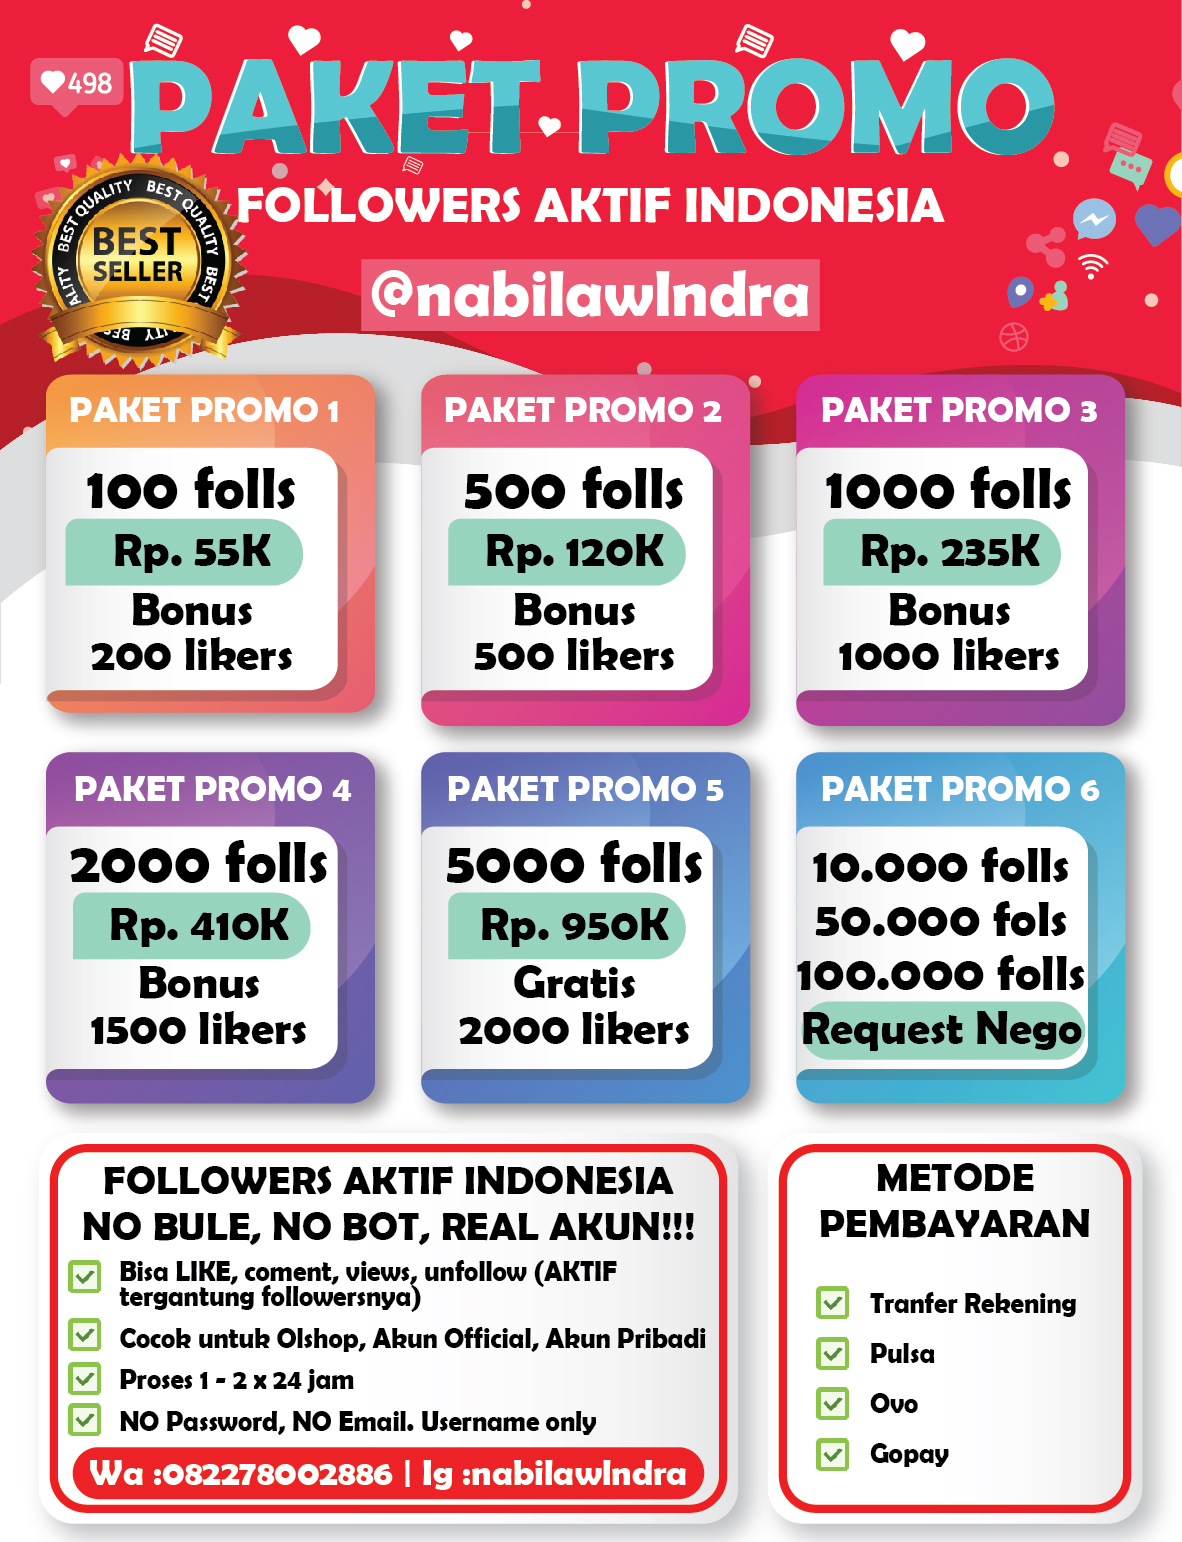 498
PAKET PROMO
FOLLOWERS AKTIF INDONESIA
@nabilawIndra
BEST QUALITY BEST QUALITY BEST
BEST
SELLER
PAKET PROMO 1
100 folls
Rp. 55K
Bonus
200 likers
PAKET PROMO 2
500 folls
Rp. 120K
Bonus
500 likers
PAKET PROMO 3
1000 folls
Rp. 235K
Bonus
1000 likers
PAKET PROMO 4
2000 folls
Rp. 410K
Bonus
1500 likers
PAKET PROMO 5
5000 folls
Rp. 950K
Gratis
2000 likers
PAKET PROMO 6
10.000 folls
50.000 fols
100.000 folls
Request Nego
FOLLOWERS AKTIF INDONESIA
NO BULE, NO BOT, REAL AKUN!!!
Bisa LIKE, coment, views, unfollow (AKTIF
tergantung followersnya)
Cocok untuk Olshop, Akun Official, Akun Pribadi
Proses 1 - 2 x 24 jam
NO Password, NO Email. Username only
Wa :082278002886 | Ig :nabilawIndra
METODE
PEMBAYARAN
Tranfer Rekening
Pulsa
Ovo
Gopay